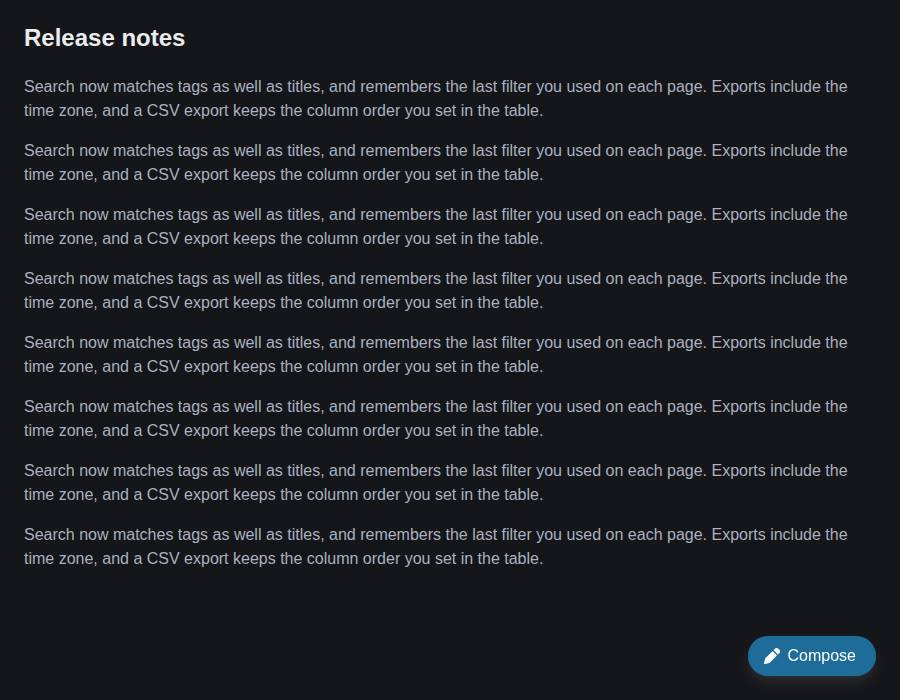 Release notes
Search now matches tags as well as titles, and remembers the last filter you used on each page. Exports include the
time zone, and a CSV export keeps the column order you set in the table.
Search now matches tags as well as titles, and remembers the last filter you used on each page. Exports include the
time zone, and a CSV export keeps the column order you set in the table.
Search now matches tags as well as titles, and remembers the last filter you used on each page. Exports include the
time zone, and a CSV export keeps the column order you set in the table.
Search now matches tags as well as titles, and remembers the last filter you used on each page. Exports include the
time zone, and a CSV export keeps the column order you set in the table.
Search now matches tags as well as titles, and remembers the last filter you used on each page. Exports include the
time zone, and a CSV export keeps the column order you set in the table.
Search now matches tags as well as titles, and remembers the last filter you used on each page. Exports include the
time zone, and a CSV export keeps the column order you set in the table.
Search now matches tags as well as titles, and remembers the last filter you used on each page. Exports include the
time zone, and a CSV export keeps the column order you set in the table.
Search now matches tags as well as titles, and remembers the last filter you used on each page. Exports include the
time zone, and a CSV export keeps the column order you set in the table.
Compose